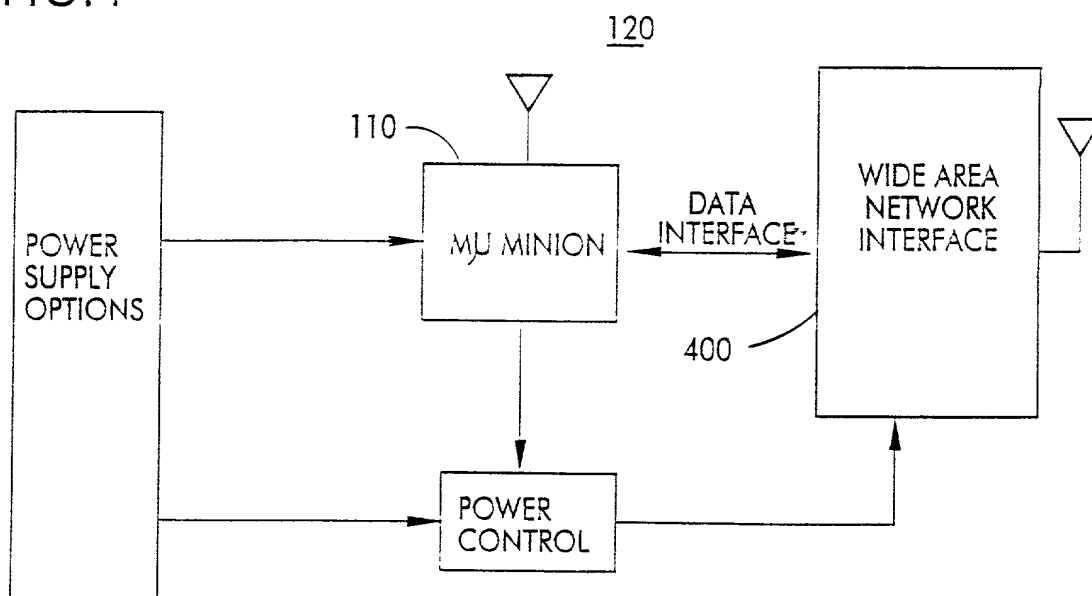 120
110
POWER
SUPPLY
OPTIONS
MU MINION
DATA
INTERFACE
WIDE AREA
NETWORK
INTERFACE
400
POWER
CONTROL